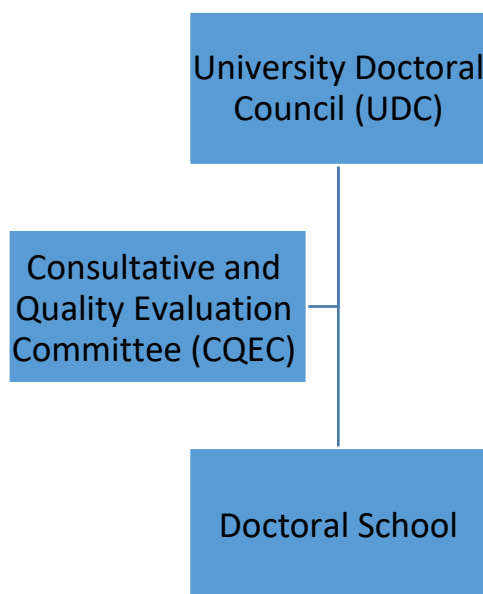 University Doctoral
Council (UDC)
Consultative and
Quality Evaluation
Committee (CQEC)
Doctoral School